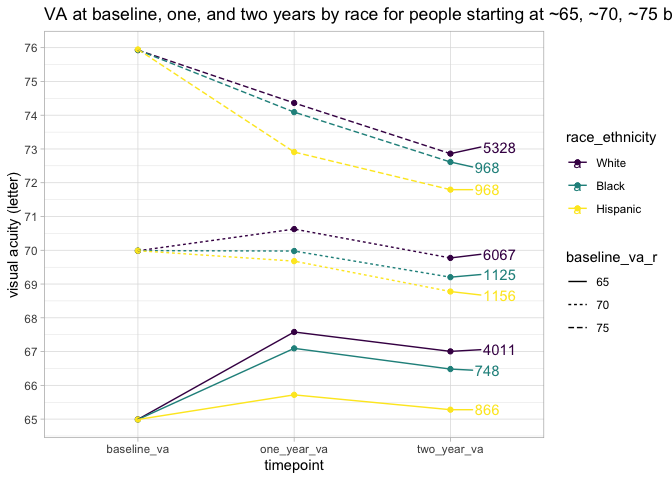 VA at baseline, one, and two years by race for people starting at ~65, ~70, ~75 b
76
75
74
73
72
71
70
69
68
67
66
65
visual acuity (letter)
5328
968
968
6067
1125
1156
4011
748
866
baseline_va
one_year_va
two_year_va
timepoint
race_ethnicity
White
Black
Hispanic
baseline_va_r
65
70
75